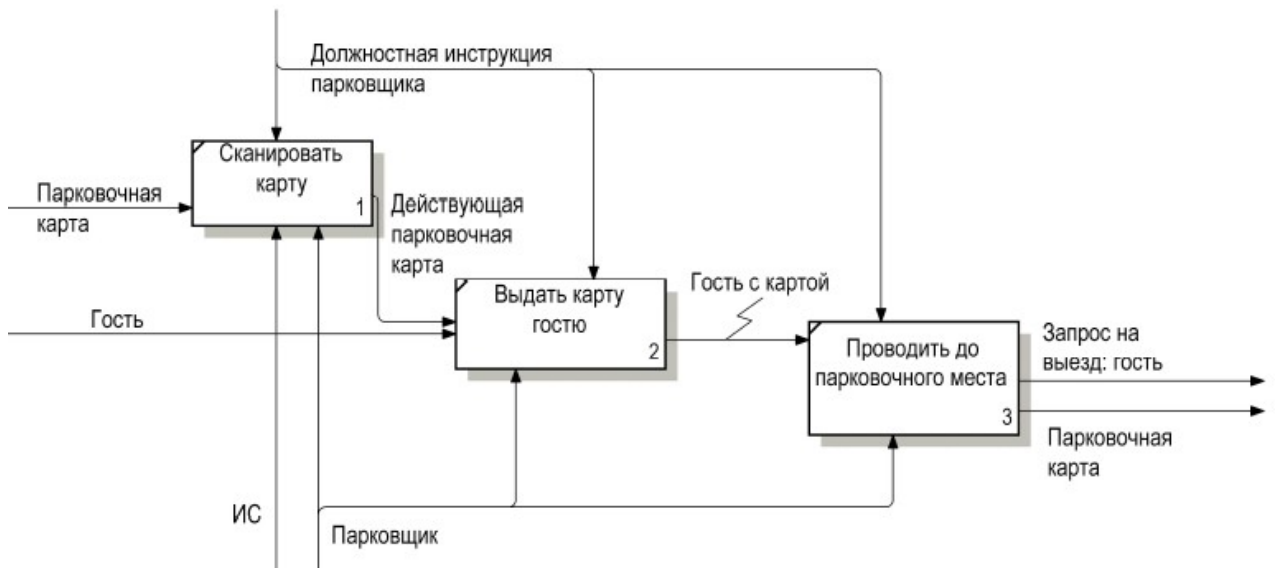 Должностная инструкция
парковщика
Сканировать
карту
1
Парковочная
карта
Действующая
парковочная
карта
Гость
Выдать карту
гостю
2
Гость с картой
Проводить до
парковочного места
3
Запрос на
выезд: гость
Парковочная
карта
ИС
Парковщик